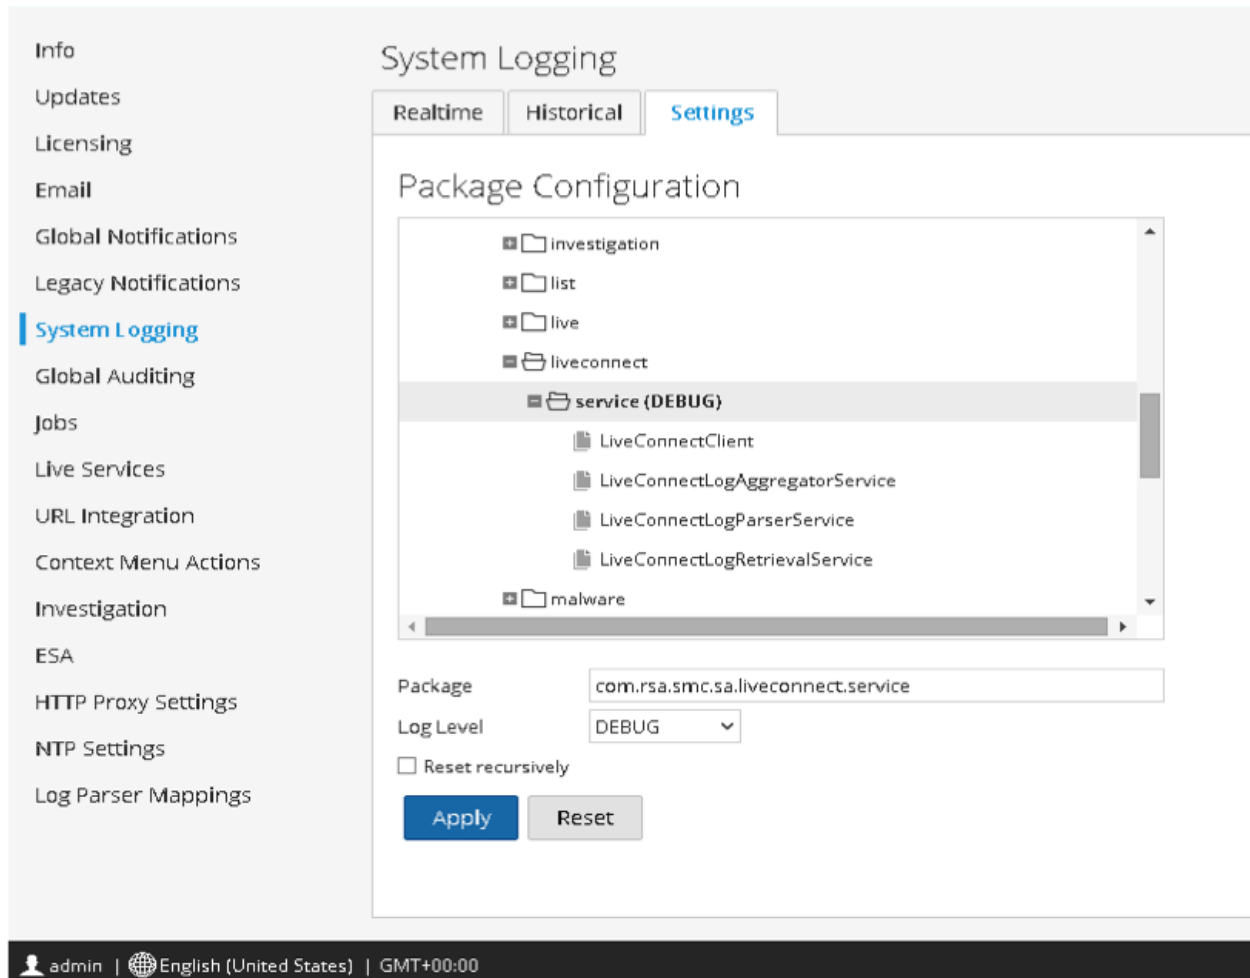 Info
Updates
Licensing
Email
Global Notifications
Legacy Notifications
System Logging
Global Auditing
Jobs
Live Services
URL Integration
Context Menu Actions
Investigation
ESA
HTTP Proxy Settings
NTP Settings
Log Parser Mappings
System Logging
Realtime Historical Settings
Package Configuration
investigation
list
live
liveconnect
service (DEBUG)
LiveConnectClient
LiveConnectLogAggregatorService
LiveConnectLogParserService
LiveConnectLogRetrievalService
malware
Package com.rsa.smc.sa.liveconnect.service
Log Level DEBUG
Reset recursively
Apply Reset
admin | English (United States) | GMT+00:00